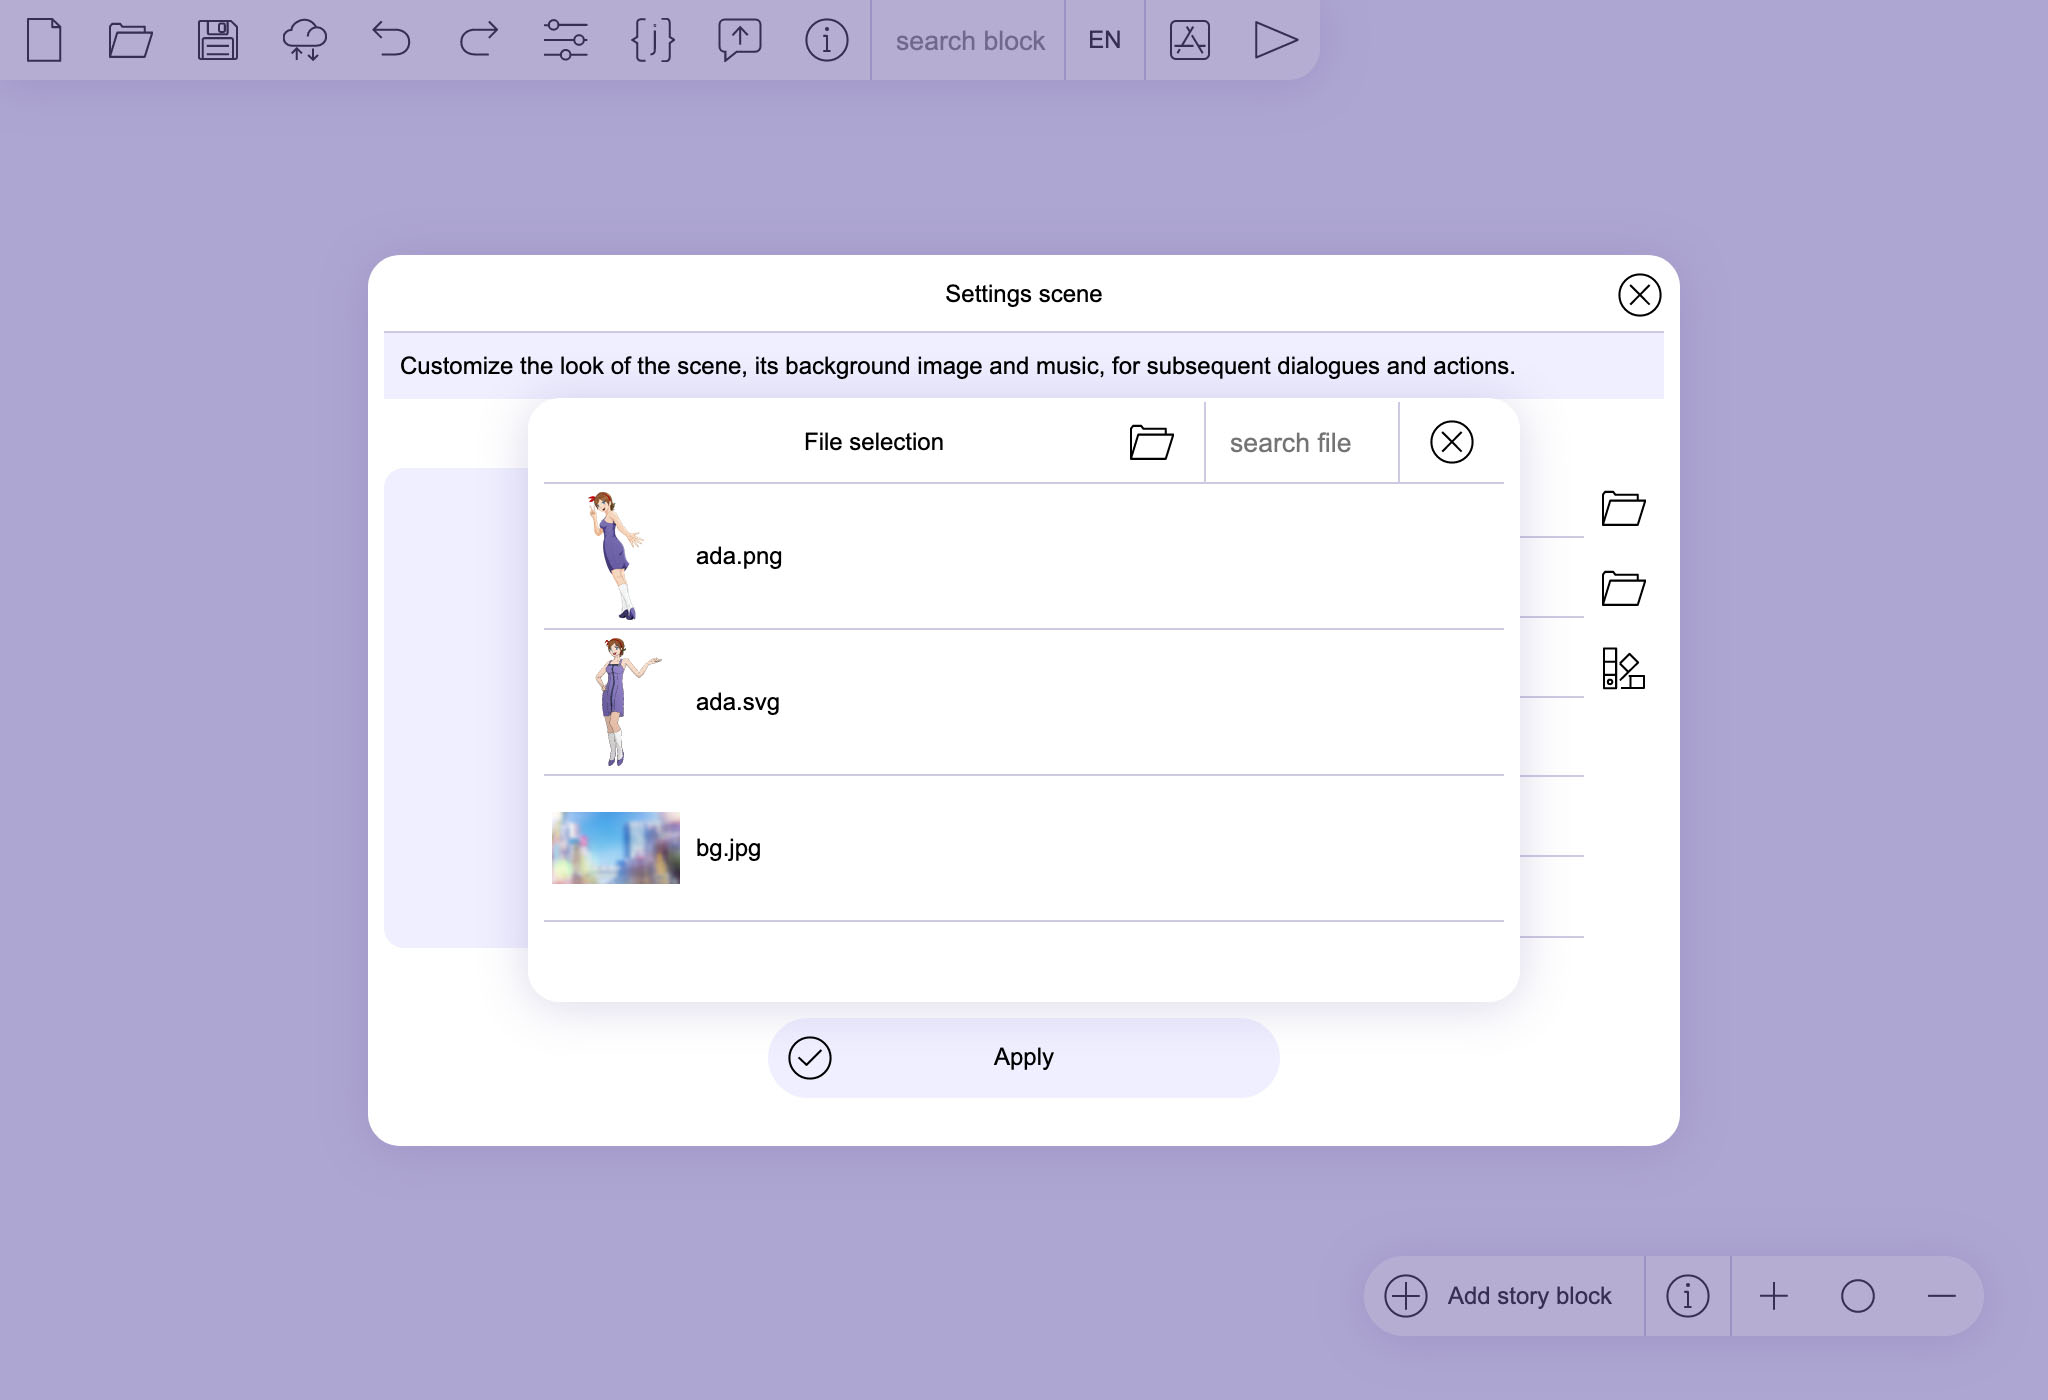 search block
EN
Settings scene
Customize the look of the scene, its background image and music, for subsequent dialogues and actions.
File selection
search file
ada.png
ada.svg
bg.jpg
Apply
Add story block